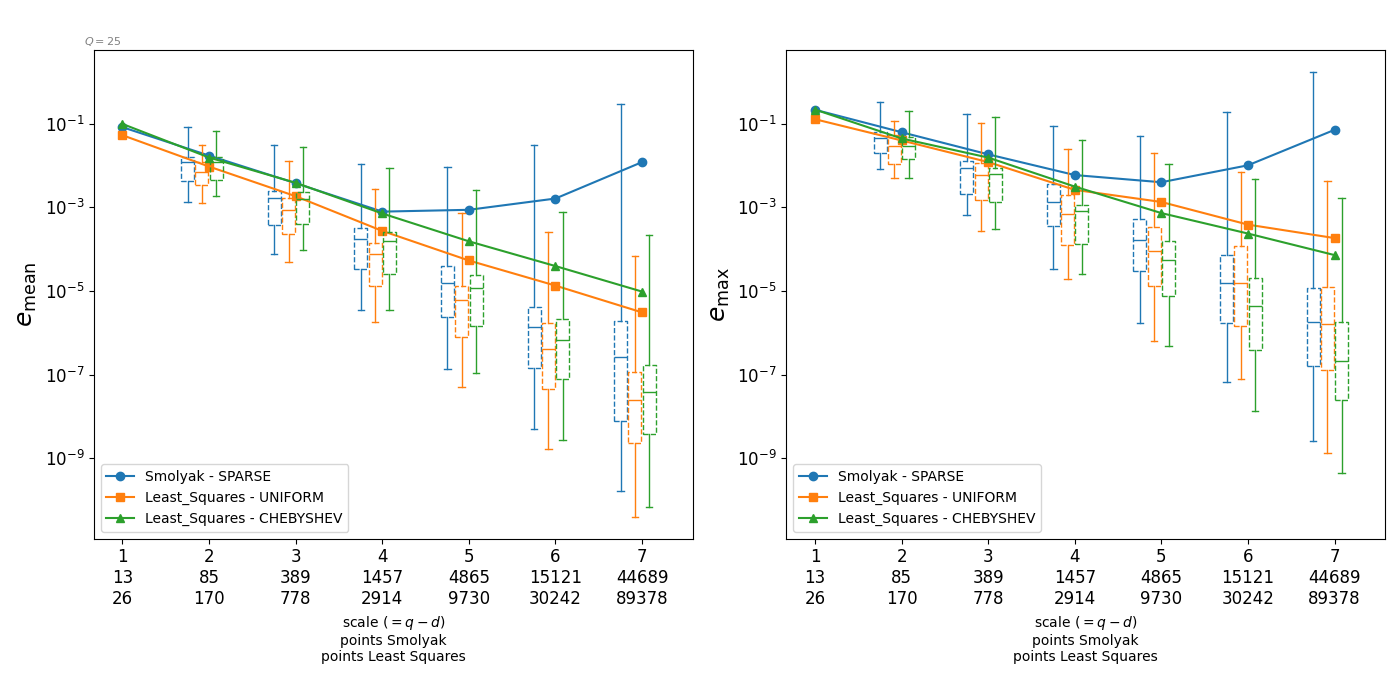 Q = 25
e_mean
10^{-1}
10^{-3}
10^{-5}
10^{-7}
10^{-9}
Smolyak - SPARSE
Least_Squares - UNIFORM
Least_Squares - CHEBYSHEV
1 2 3 4 5 6 7
13 85 389 1457 4865 15121 44689
26 170 778 2914 9730 30242 89378
scale (= q − d)
points Smolyak
points Least Squares
e_max
10^{-1}
10^{-3}
10^{-5}
10^{-7}
10^{-9}
Smolyak - SPARSE
Least_Squares - UNIFORM
Least_Squares - CHEBYSHEV
1 2 3 4 5 6 7
13 85 389 1457 4865 15121 44689
26 170 778 2914 9730 30242 89378
scale (= q − d)
points Smolyak
points Least Squares